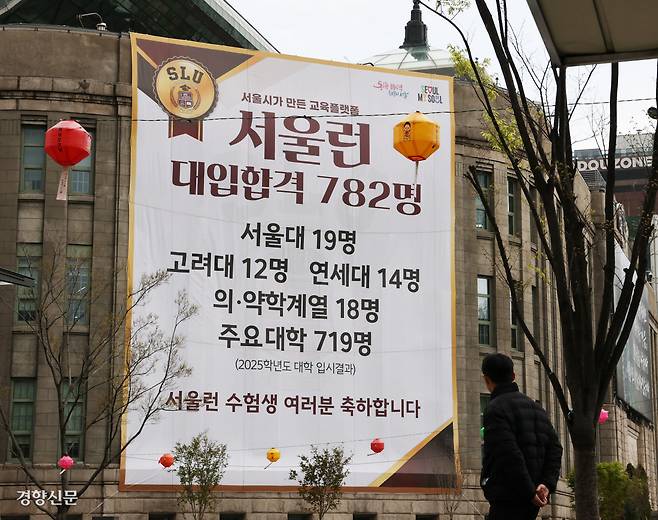 SLU
SEOUL
MY SOUL
서울시가 만든 교육플랫폼
서울런
대입합격 782명
서울대 19명
고려대 12명 연세대 14명
의·약학계열 18명
주요대학 719명
(2025학년도 대학 입시결과)
서울런 수험생 여러분 축하합니다
DOUZONE
경향신문